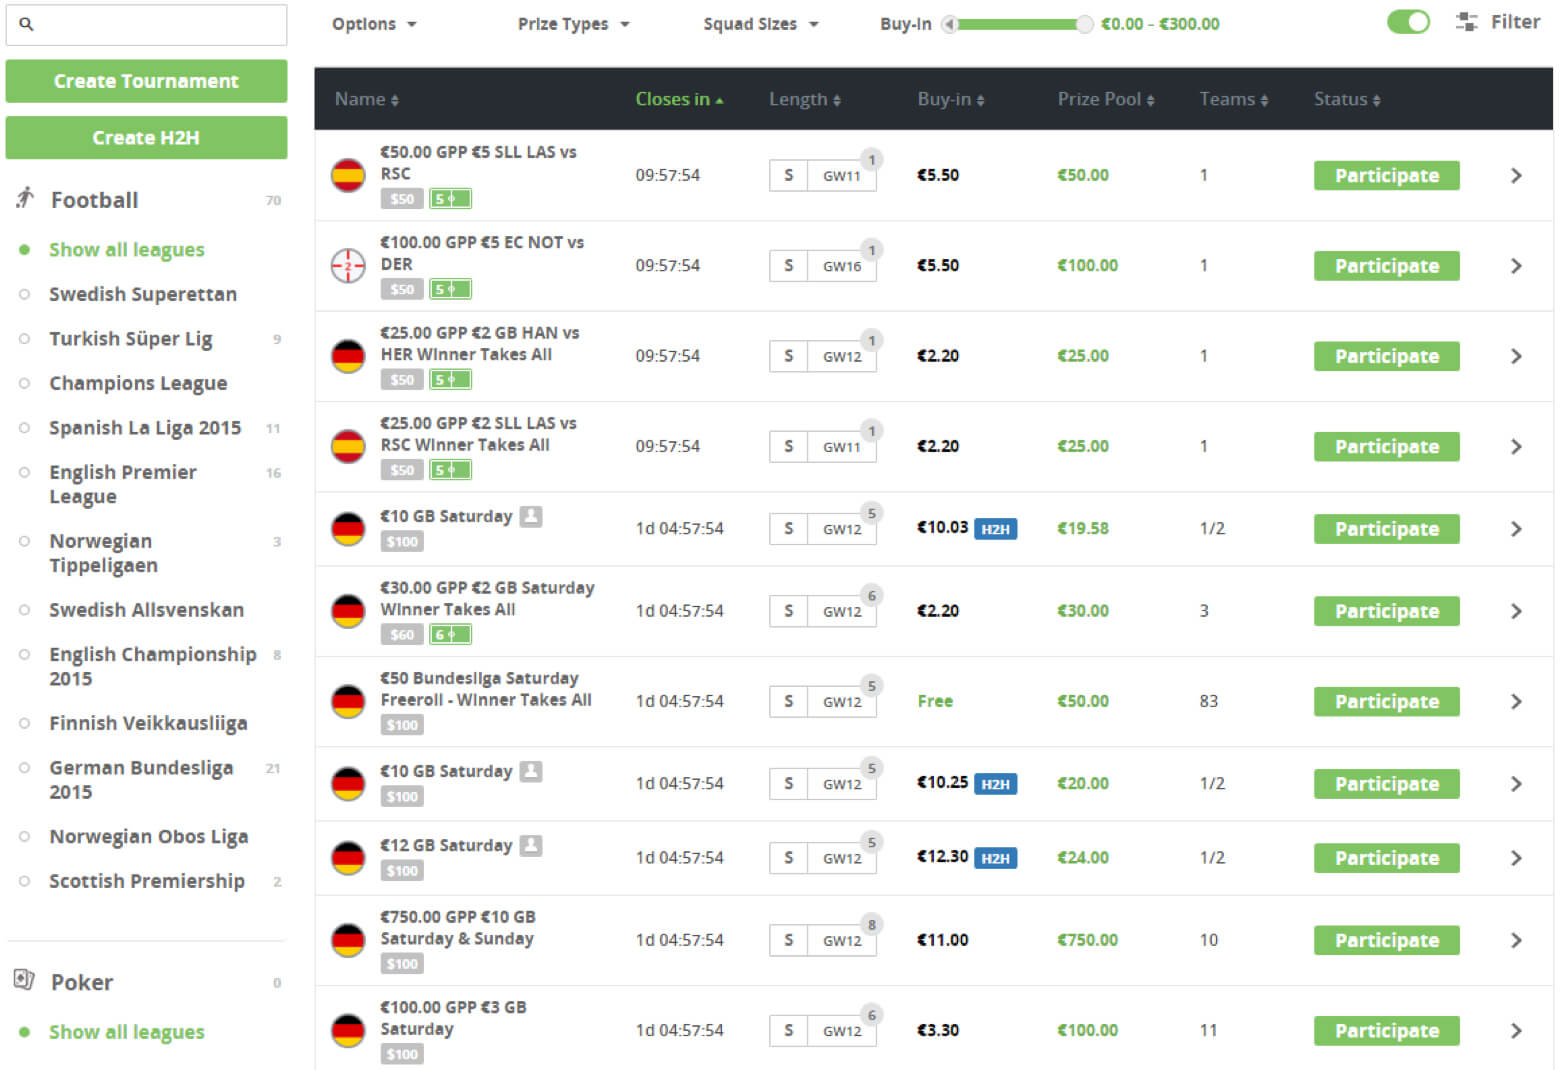 Options
Prize Types
Squad Sizes
Buy-in
€0.00 - €300.00
Filter
Create Tournament
Create H2H
Football 70
Show all leagues
Swedish Superettan
Turkish Süper Lig 9
Champions League
Spanish La Liga 2015 11
English Premier 16
League
Norwegian 3
Tippeligaen
Swedish Allsvenskan
English Championship 8
2015
Finnish Veikkausliiga
German Bundesliga 21
2015
Norwegian Obos Liga
Scottish Premiership 2
Poker 0
Show all leagues
Name Closes in Length Buy-in Prize Pool Teams Status
€50.00 GPP €5 SLL LAS vs
RSC
$50 5
09:57:54 S GW11 1 €5.50 €50.00 1 Participate
€100.00 GPP €5 EC NOT vs
DER
$50 5
2
09:57:54 S GW16 1 €5.50 €100.00 1 Participate
€25.00 GPP €2 GB HAN vs
HER Winner Takes All
$50 5
09:57:54 S GW12 1 €2.20 €25.00 1 Participate
€25.00 GPP €2 SLL LAS vs
RSC Winner Takes All
$50 5
09:57:54 S GW11 1 €2.20 €25.00 1 Participate
€10 GB Saturday
$100
1d 04:57:54 S GW12 5 €10.03 H2H €19.58 1/2 Participate
€30.00 GPP €2 GB Saturday
Winner Takes All
$60 6
1d 04:57:54 S GW12 6 €2.20 €30.00 3 Participate
€50 Bundesliga Saturday
Freeroll - Winner Takes All
$100
1d 04:57:54 S GW12 5 Free €50.00 83 Participate
€10 GB Saturday
$100
1d 04:57:54 S GW12 5 €10.25 H2H €20.00 1/2 Participate
€12 GB Saturday
$100
1d 04:57:54 S GW12 5 €12.30 H2H €24.00 1/2 Participate
€750.00 GPP €10 GB
Saturday & Sunday
$100
1d 04:57:54 S GW12 8 €11.00 €750.00 10 Participate
€100.00 GPP €3 GB
Saturday
$100
1d 04:57:54 S GW12 6 €3.30 €100.00 11 Participate